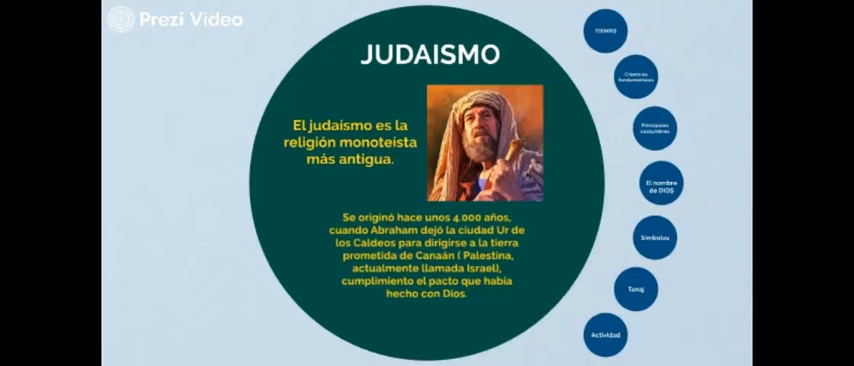 Prezi Video
JUDAISMO
El judaísmo es la
religión monoteísta
más antigua.
Se originó hace unos 4.000 años,
cuando Abraham dejó la ciudad Ur de
los Caldeos para dirigirse a la tierra
prometida de Canaán ( Palestina,
actualmente llamada Israel),
cumplimiento el pacto que había
hecho con Dios.
TIEMPO
Creencias
fundamentales
Principales
costumbres
El nombre
de DIOS
Símbolos
Tanaj
Actividad